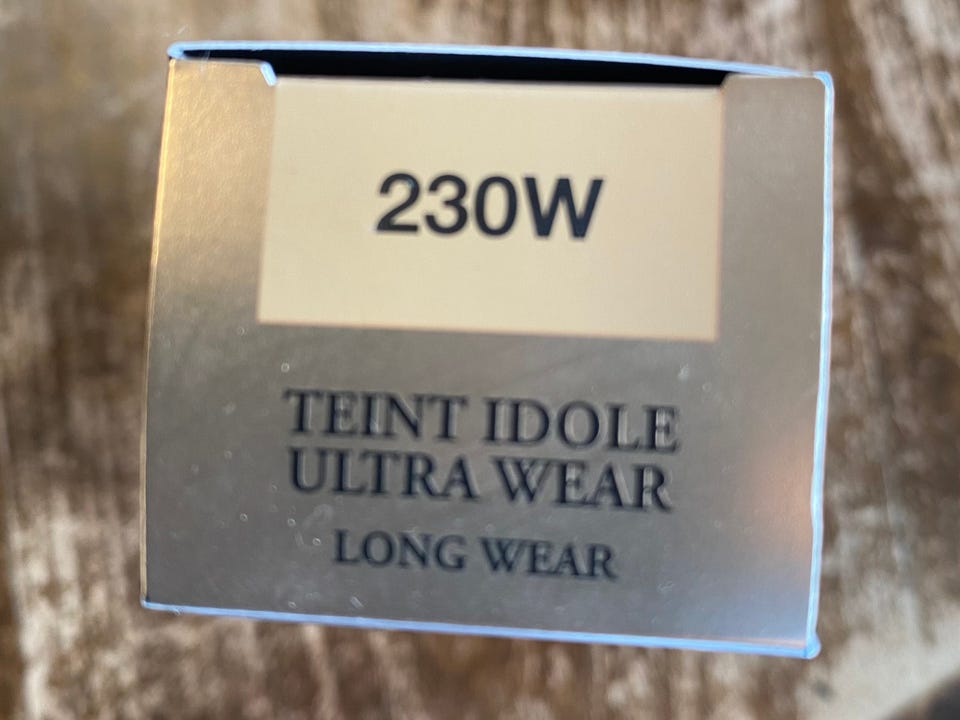 230W
TEINT IDOLE
ULTRA WEAR
LONG WEAR